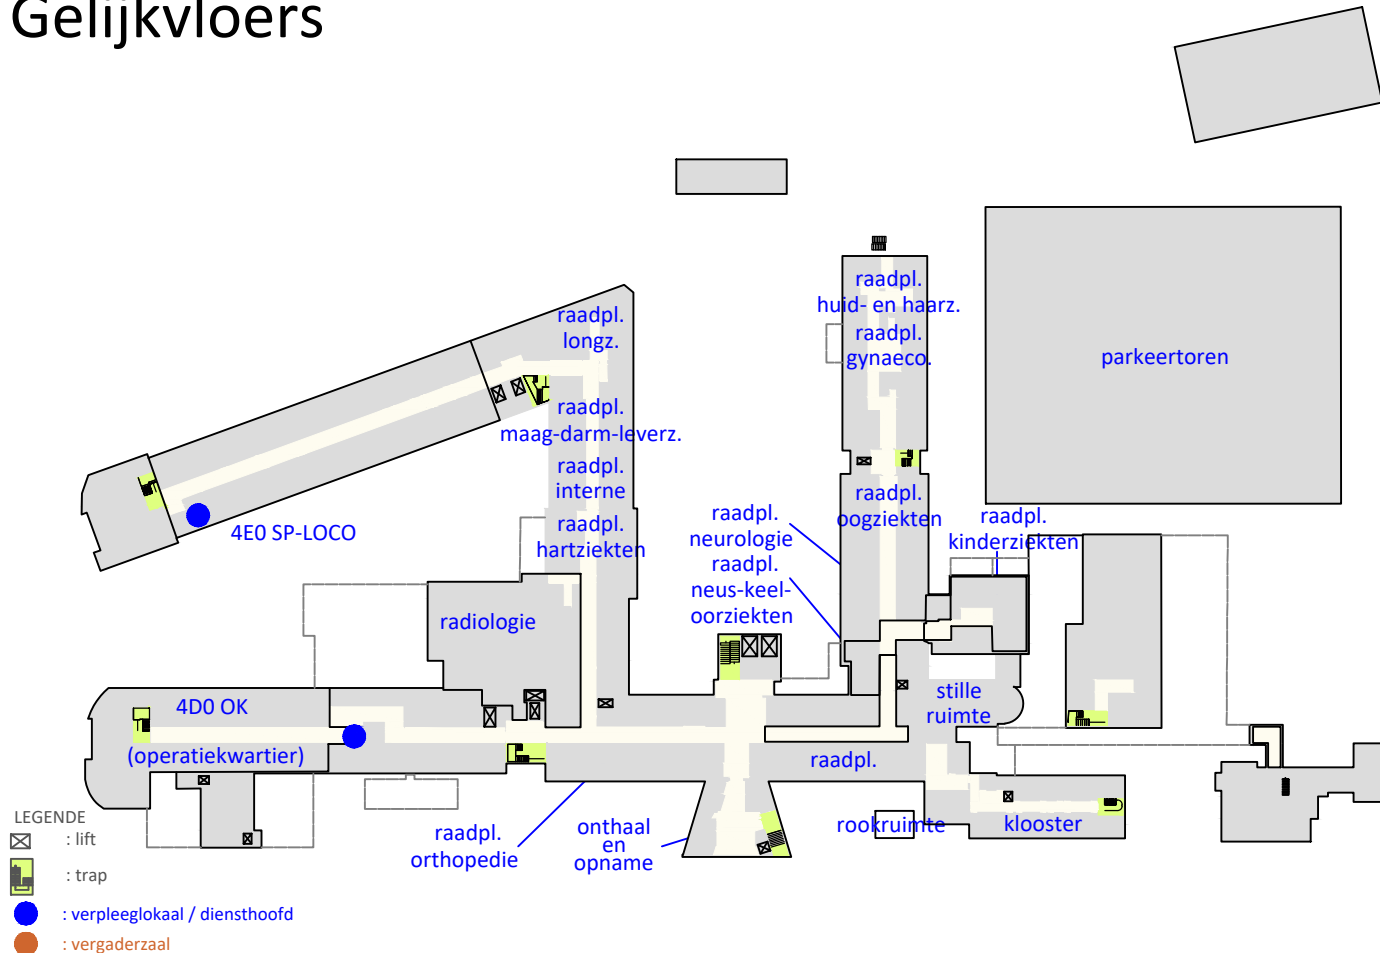 Gelijkvloers
raadpl.
huid- en haarz.
raadpl.
gynaeco.
parkeertoren
raadpl.
longz.
raadpl.
maag-darm-leverz.
raadpl.
interne
raadpl.
hartziekten
4E0 SP-LOCO
raadpl.
oogziekten
raadpl.
neurologie
raadpl.
neus-keel-
oorziekten
raadpl.
kinderziekten
radiologie
4D0 OK
(operatiekwartier)
stille
ruimte
raadpl.
raadpl.
orthopedie
onthaal
en
opname
rookruimte
klooster
LEGENDE
: lift
: trap
: verpleeglokaal / diensthoofd
: vergaderzaal